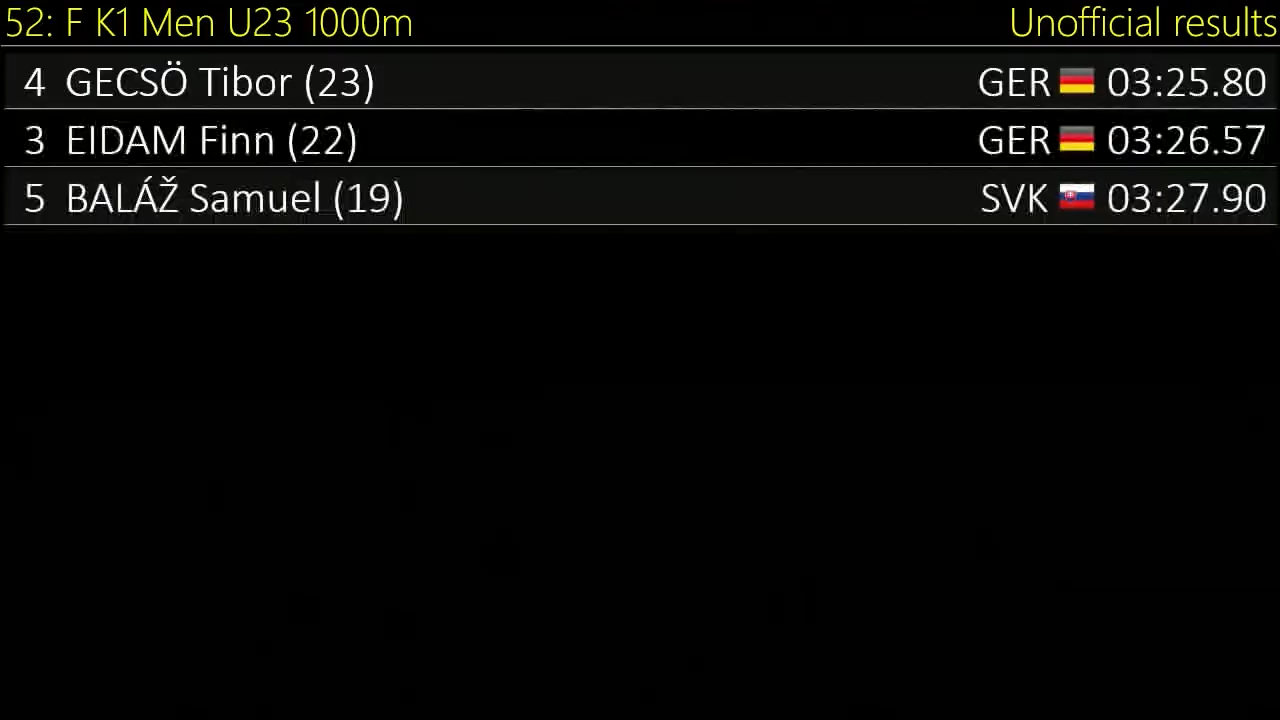 52: F K1 Men U23 1000m Unofficial results
4 GECSÖ Tibor (23) GER 03:25.80
3 EIDAM Finn (22) GER 03:26.57
5 BALÁŽ Samuel (19) SVK 03:27.90